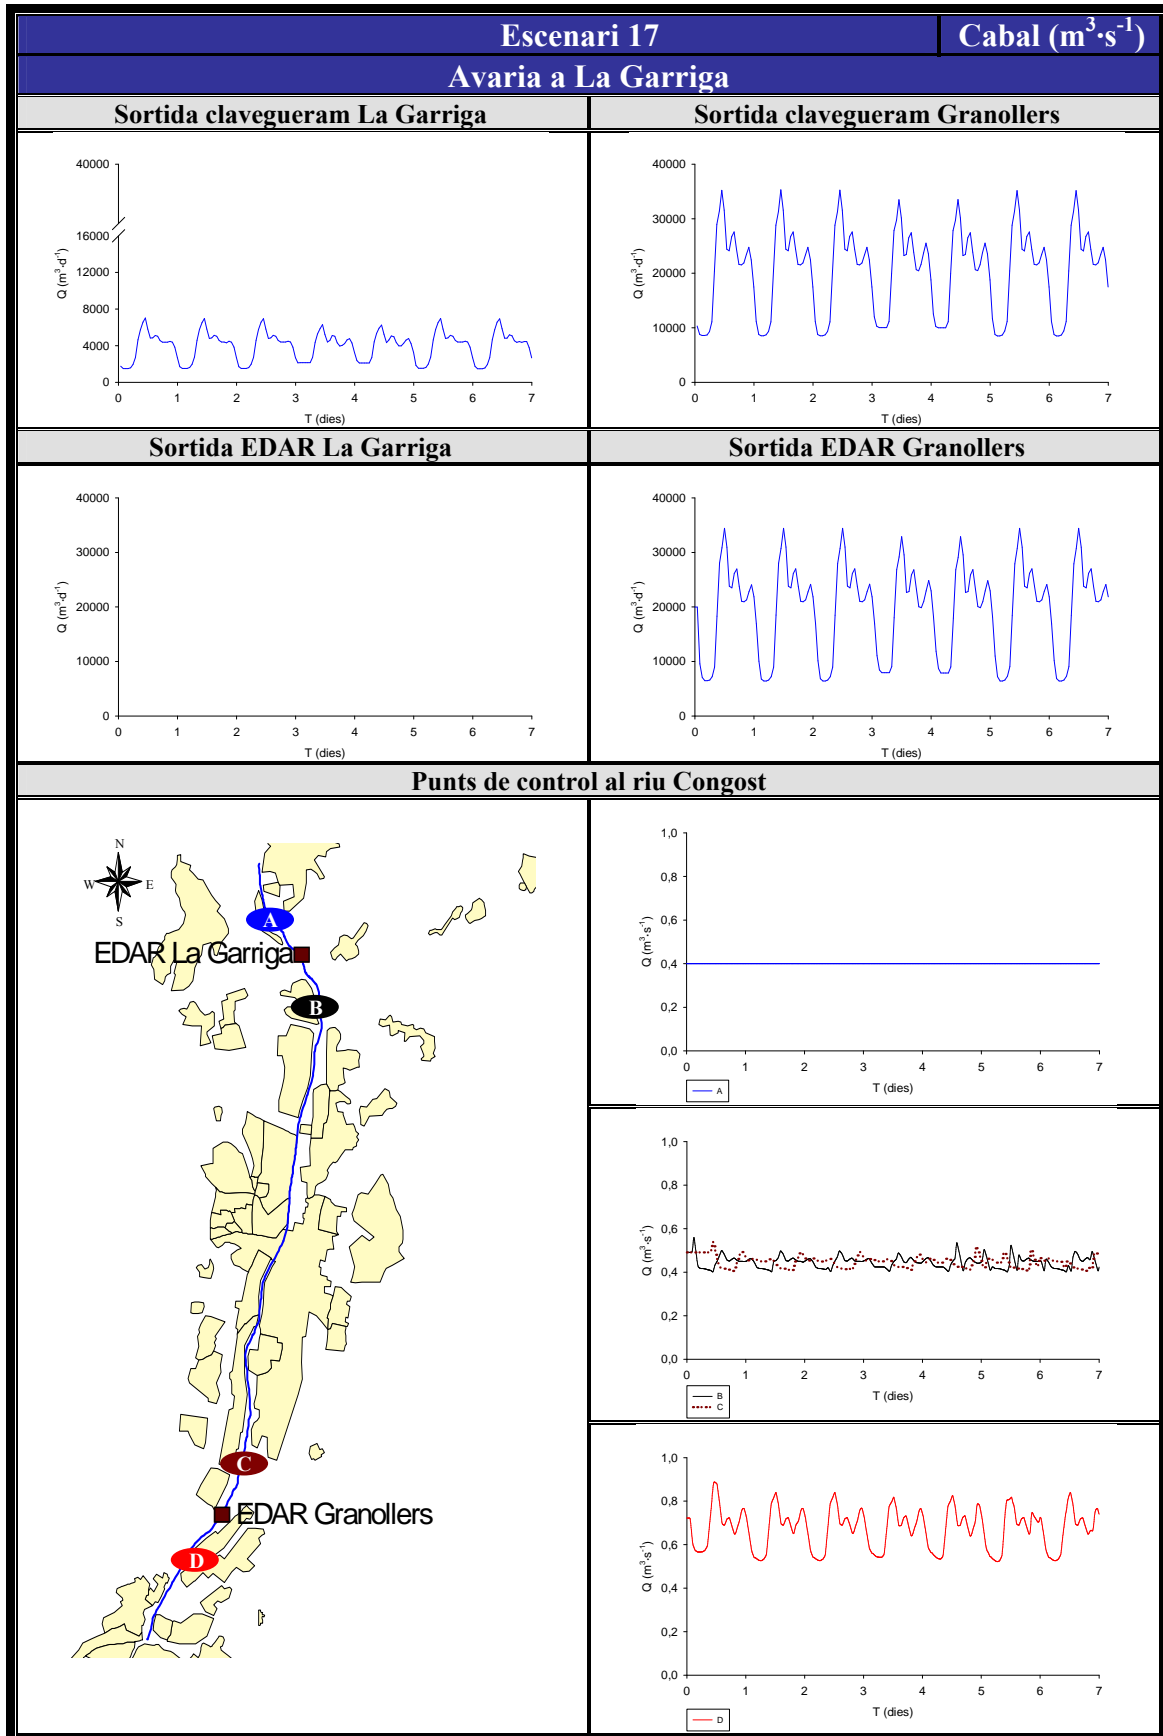 Escenari 17
Cabal (m³·s⁻¹)
Avaria a La Garriga
Sortida clavegueram La Garriga
Sortida clavegueram Granollers
40000
16000
12000
8000
4000
0
Q (m³·d⁻¹)
0 1 2 3 4 5 6 7
T (dies)
40000
30000
20000
10000
0
Q (m³·d⁻¹)
0 1 2 3 4 5 6 7
T (dies)
Sortida EDAR La Garriga
Sortida EDAR Granollers
40000
30000
20000
10000
0
Q (m³·d⁻¹)
0 1 2 3 4 5 6 7
T (dies)
40000
30000
20000
10000
0
Q (m³·d⁻¹)
0 1 2 3 4 5 6 7
T (dies)
Punts de control al riu Congost
N
W
E
S
A
EDAR La Garriga
B
C
EDAR Granollers
D
1,0
0,8
0,6
0,4
0,2
0,0
Q (m³·s⁻¹)
0 1 2 3 4 5 6 7
T (dies)
A
1,0
0,8
0,6
0,4
0,2
0,0
Q (m³·s⁻¹)
0 1 2 3 4 5 6 7
T (dies)
B
C
1,0
0,8
0,6
0,4
0,2
0,0
Q (m³·s⁻¹)
0 1 2 3 4 5 6 7
T (dies)
D